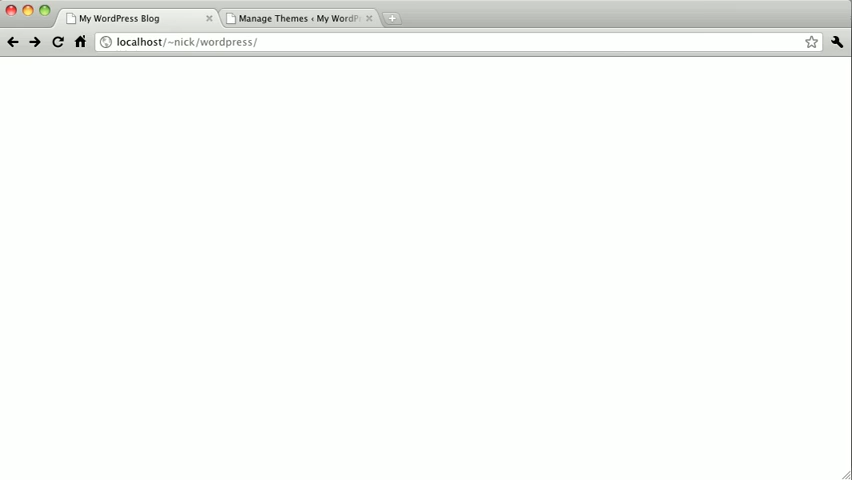 My WordPress Blog
Manage Themes ‹ My WordP
localhost/~nick/wordpress/